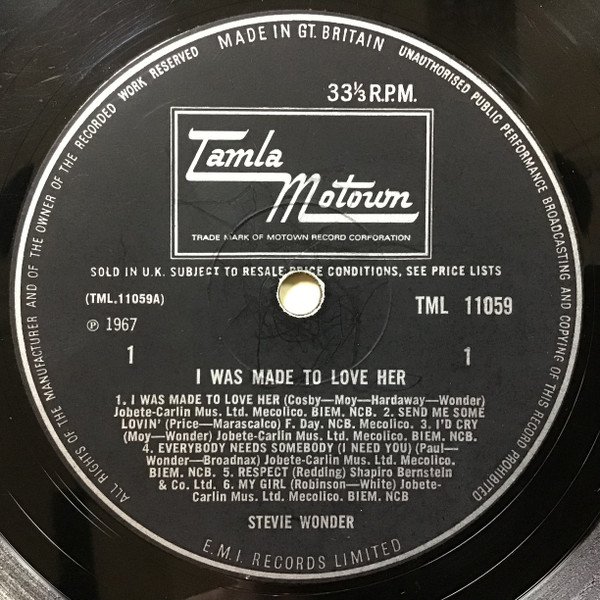 MADE IN GT. BRITAIN
UNAUTHORISED PUBLIC PERFORMANCE BROADCASTING AND COPYING OF THIS RECORD PROHIBITED
ALL RIGHTS OF THE MANUFACTURER AND OF THE OWNER OF THE RECORDED WORK RESERVED
33⅓ R.P.M.
Tamla
Motown
TRADE MARK OF MOTOWN RECORD CORPORATION
SOLD IN U.K. SUBJECT TO RESALE PRICE CONDITIONS, SEE PRICE LISTS
(TML.11059A)
TML 11059
℗ 1967
1
1
I WAS MADE TO LOVE HER
1. I WAS MADE TO LOVE HER (Cosby—Moy—Hardaway—Wonder)
Jobete-Carlin Mus. Ltd. Mecolico. BIEM. NCB. 2. SEND ME SOME
LOVIN' (Price—Marascalco) F. Day. NCB. Mecolico. 3. I'D CRY
(Moy—Wonder) Jobete-Carlin Mus. Ltd. Mecolico. BIEM. NCB.
4. EVERYBODY NEEDS SOMEBODY (I NEED YOU) (Paul—
Wonder—Broadnax) Jobete-Carlin Mus. Ltd. Mecolico.
BIEM. NCB. 5. RESPECT (Redding) Shapiro Bernstein
& Co. Ltd. 6. MY GIRL (Robinson—White) Jobete-
Carlin Mus. Ltd. Mecolico. BIEM. NCB
STEVIE WONDER
E.M.I. RECORDS LIMITED